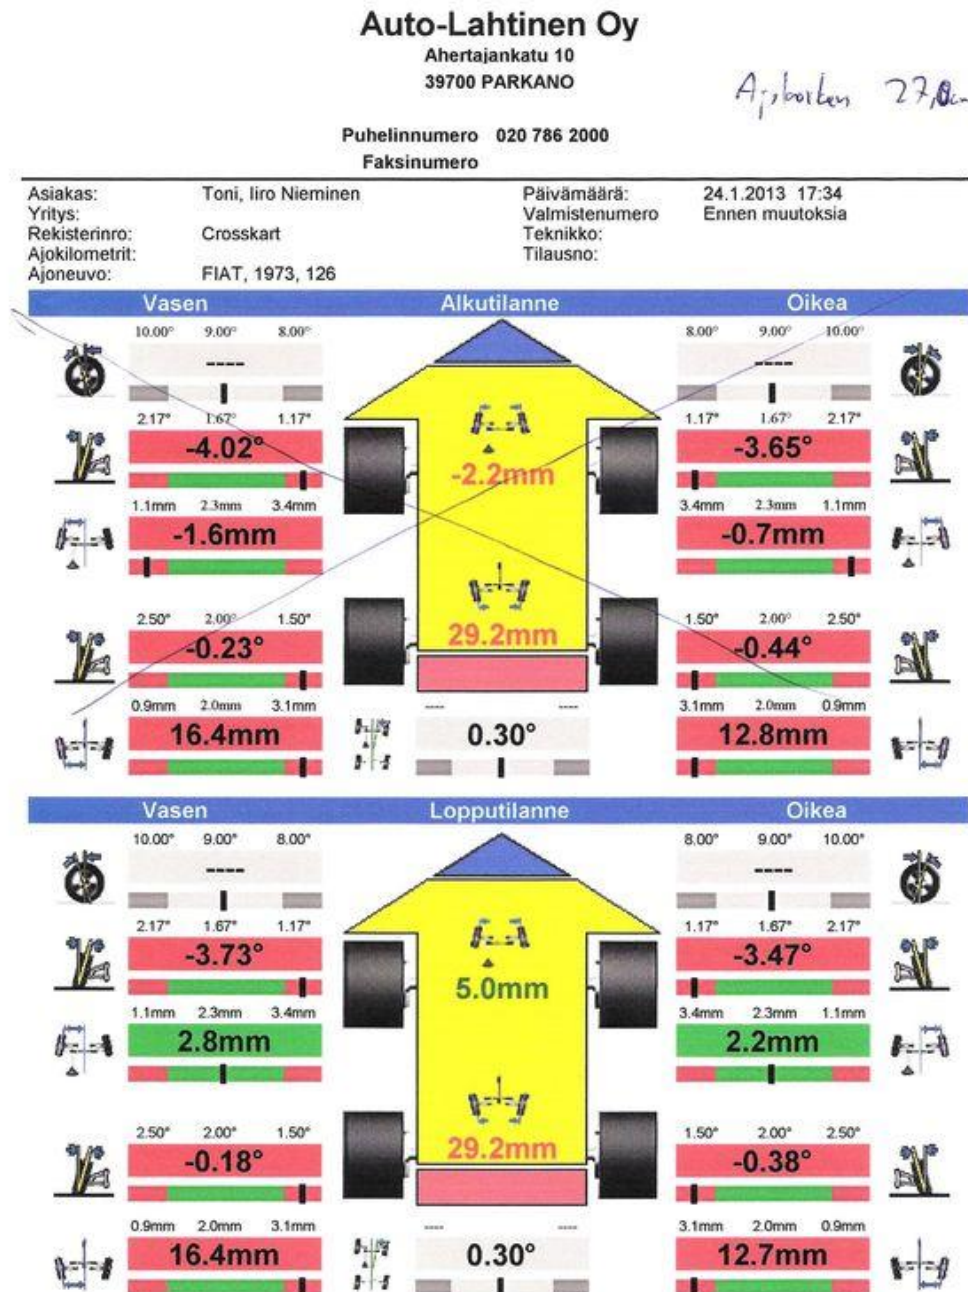 Auto-Lahtinen Oy
Ahertajankatu 10
39700 PARKANO
Puhelinnumero 020 786 2000
Faksinumero
Asiakas: Toni, Iiro Nieminen Päivämäärä: 24.1.2013 17:34
Yritys: Valmistenumero Ennen muutoksia
Rekisterinro: Crosskart Teknikko:
Ajokilometrit: Tilausno:
Ajoneuvo: FIAT, 1973, 126
Vasen Alkutilanne Oikea
10.00° 9.00° 8.00° 8.00° 9.00° 10.00°
---- ----
2.17° 1.67° 1.17° 1.17° 1.67° 2.17°
-4.02° -2.2mm -3.65°
1.1mm 2.3mm 3.4mm 3.4mm 2.3mm 1.1mm
-1.6mm -0.7mm
2.50° 2.00° 1.50° 29.2mm 1.50° 2.00° 2.50°
-0.23° -0.44°
0.9mm 2.0mm 3.1mm ---- ---- 3.1mm 2.0mm 0.9mm
16.4mm 0.30° 12.8mm
Vasen Lopputilanne Oikea
10.00° 9.00° 8.00° 8.00° 9.00° 10.00°
---- ----
2.17° 1.67° 1.17° 1.17° 1.67° 2.17°
-3.73° -3.47°
5.0mm
1.1mm 2.3mm 3.4mm 3.4mm 2.3mm 1.1mm
2.8mm 2.2mm
2.50° 2.00° 1.50° 29.2mm 1.50° 2.00° 2.50°
-0.18° -0.38°
0.9mm 2.0mm 3.1mm ---- ---- 3.1mm 2.0mm 0.9mm
16.4mm 0.30° 12.7mm